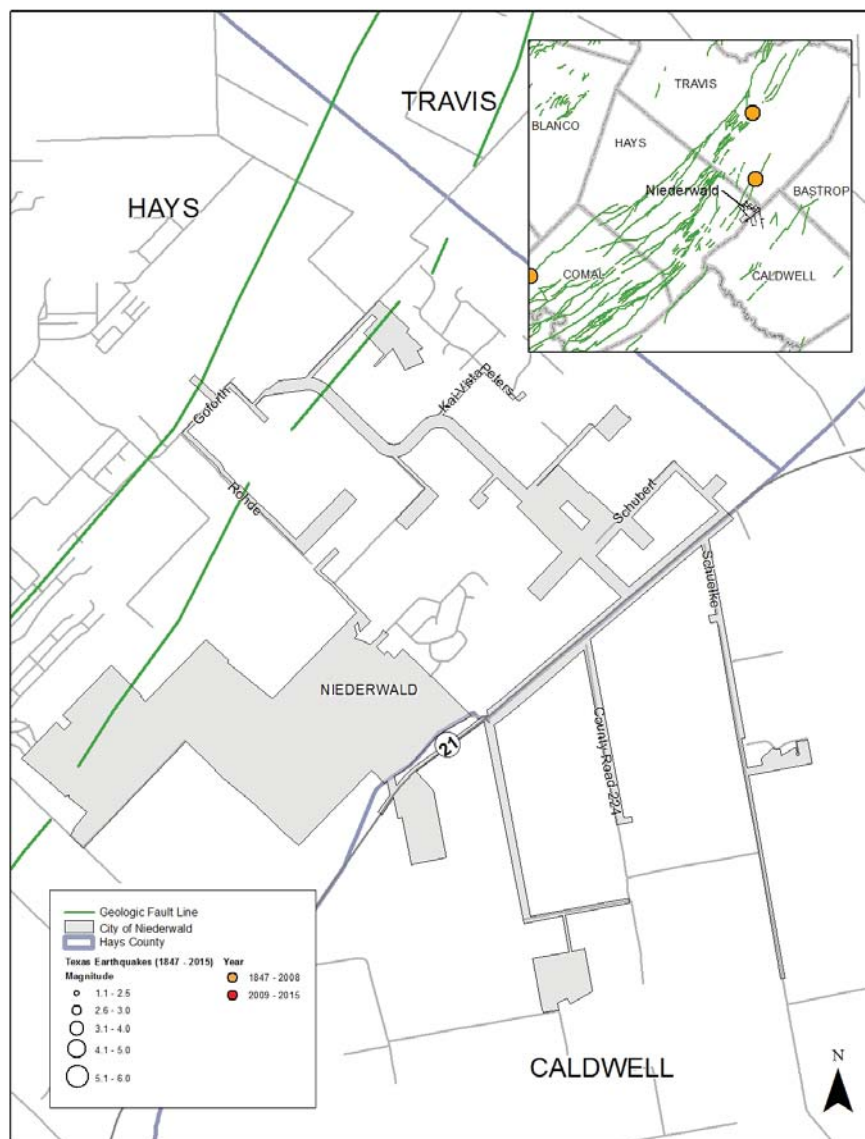 TRAVIS
HAYS
TRAVIS
BLANCO
HAYS
Niederwald
BASTROP
COMAL
CALDWELL
Goforth
Kai-Vista
Peters
Rohde
Schubert
Schuelke
NIEDERWALD
21
County Road 224
Geologic Fault Line
City of Niederwald
Hays County
Texas Earthquakes (1847 - 2015) Year
Magnitude
1.1 - 2.5
2.6 - 3.0
3.1 - 4.0
4.1 - 5.0
5.1 - 6.0
1847 - 2008
2009 - 2015
CALDWELL
N